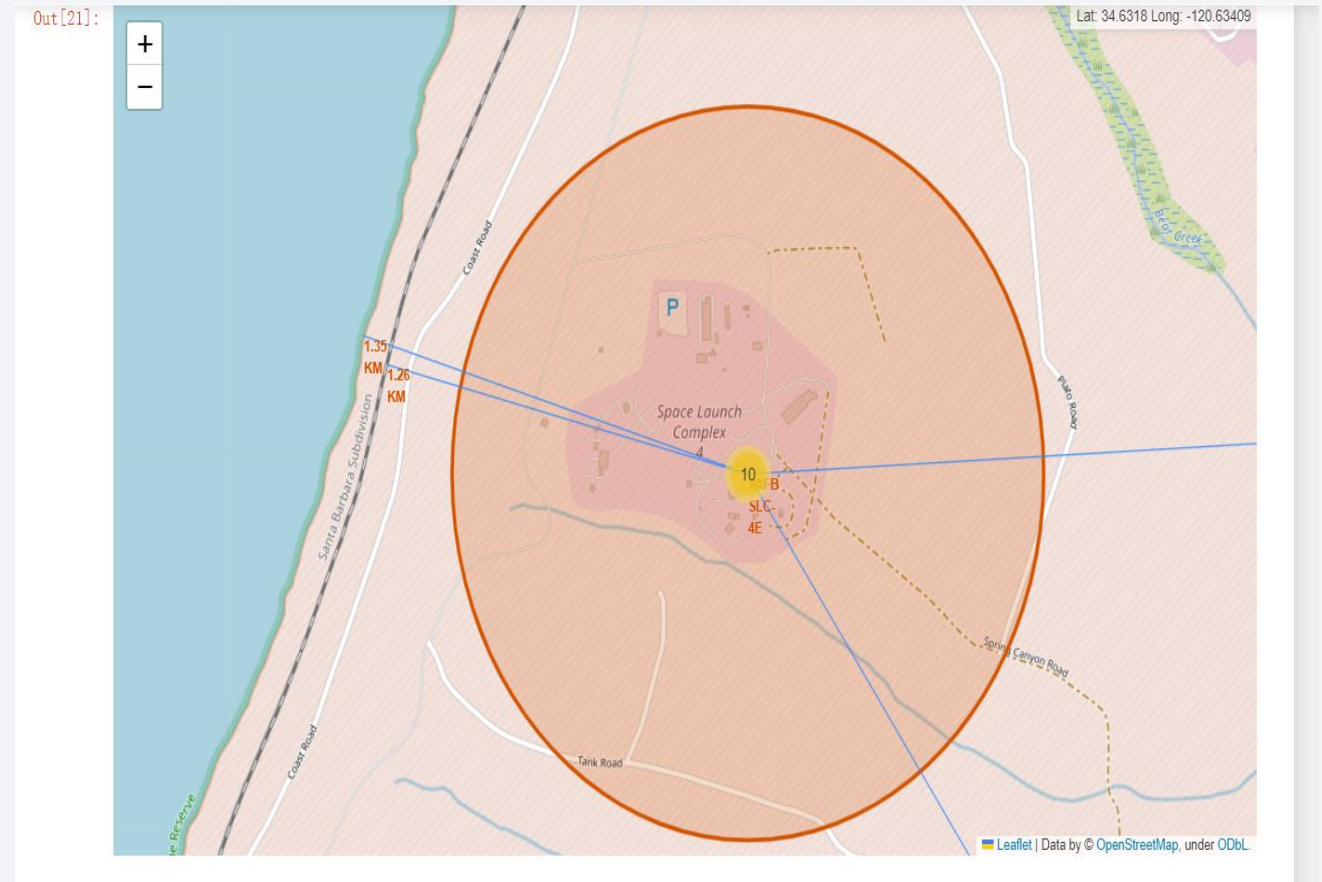 Out[21]:
+
−
Lat: 34.6318 Long: -120.63409
Bear Creek
Coast Road
P
1.35
KM
1.26
KM
Plato Road
Space Launch
Complex
4
10
VAFB
SLC-
4E
Santa Barbara Subdivision
Spring Canyon Road
Coast Road
Tank Road
Reserve
Leaflet | Data by © OpenStreetMap, under ODbL.